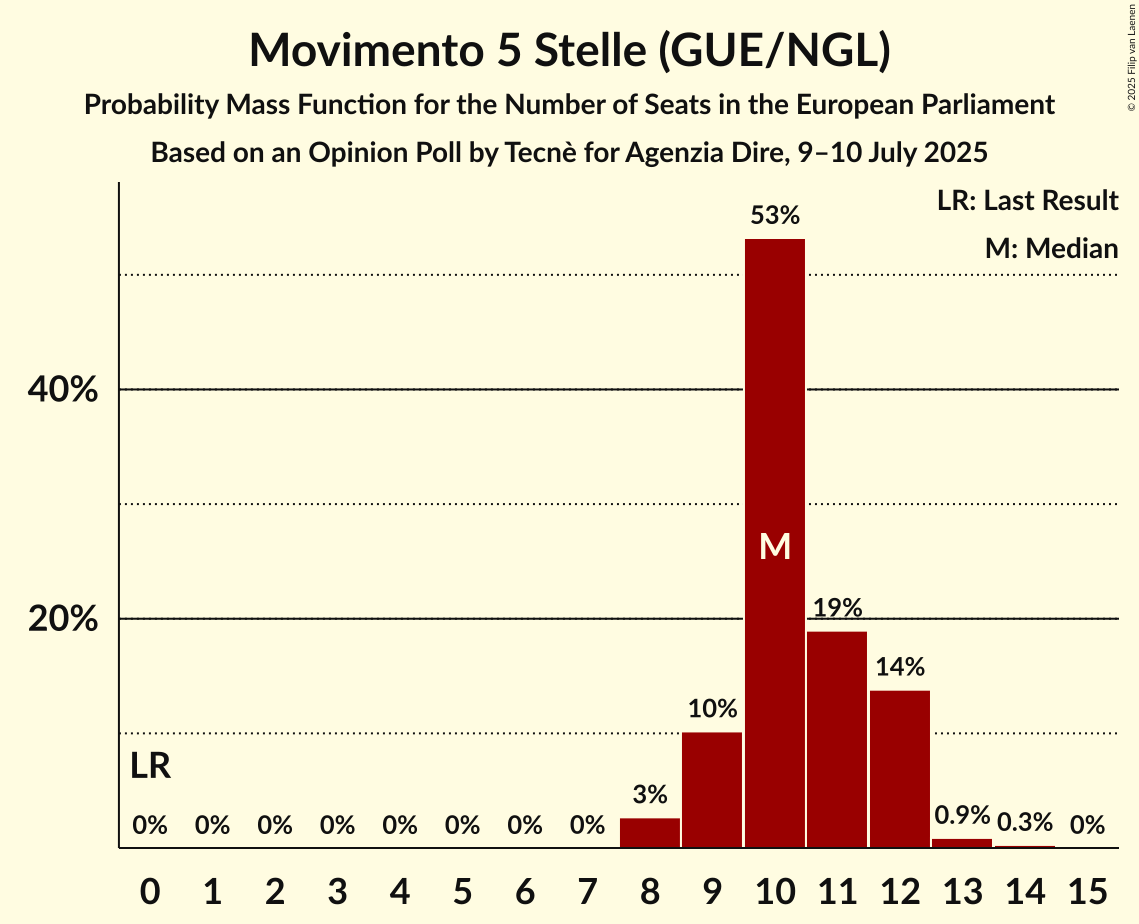 Movimento 5 Stelle (GUE/NGL)
Probability Mass Function for the Number of Seats in the European Parliament
Based on an Opinion Poll by Tecnè for Agenzia Dire, 9–10 July 2025
© 2025 Filip van Laenen
LR: Last Result
M: Median
53%
40%
M
20%
19%
14%
10%
LR
3%
0% 0% 0% 0% 0% 0% 0% 0% 0.9% 0.3% 0%
0 1 2 3 4 5 6 7 8 9 10 11 12 13 14 15